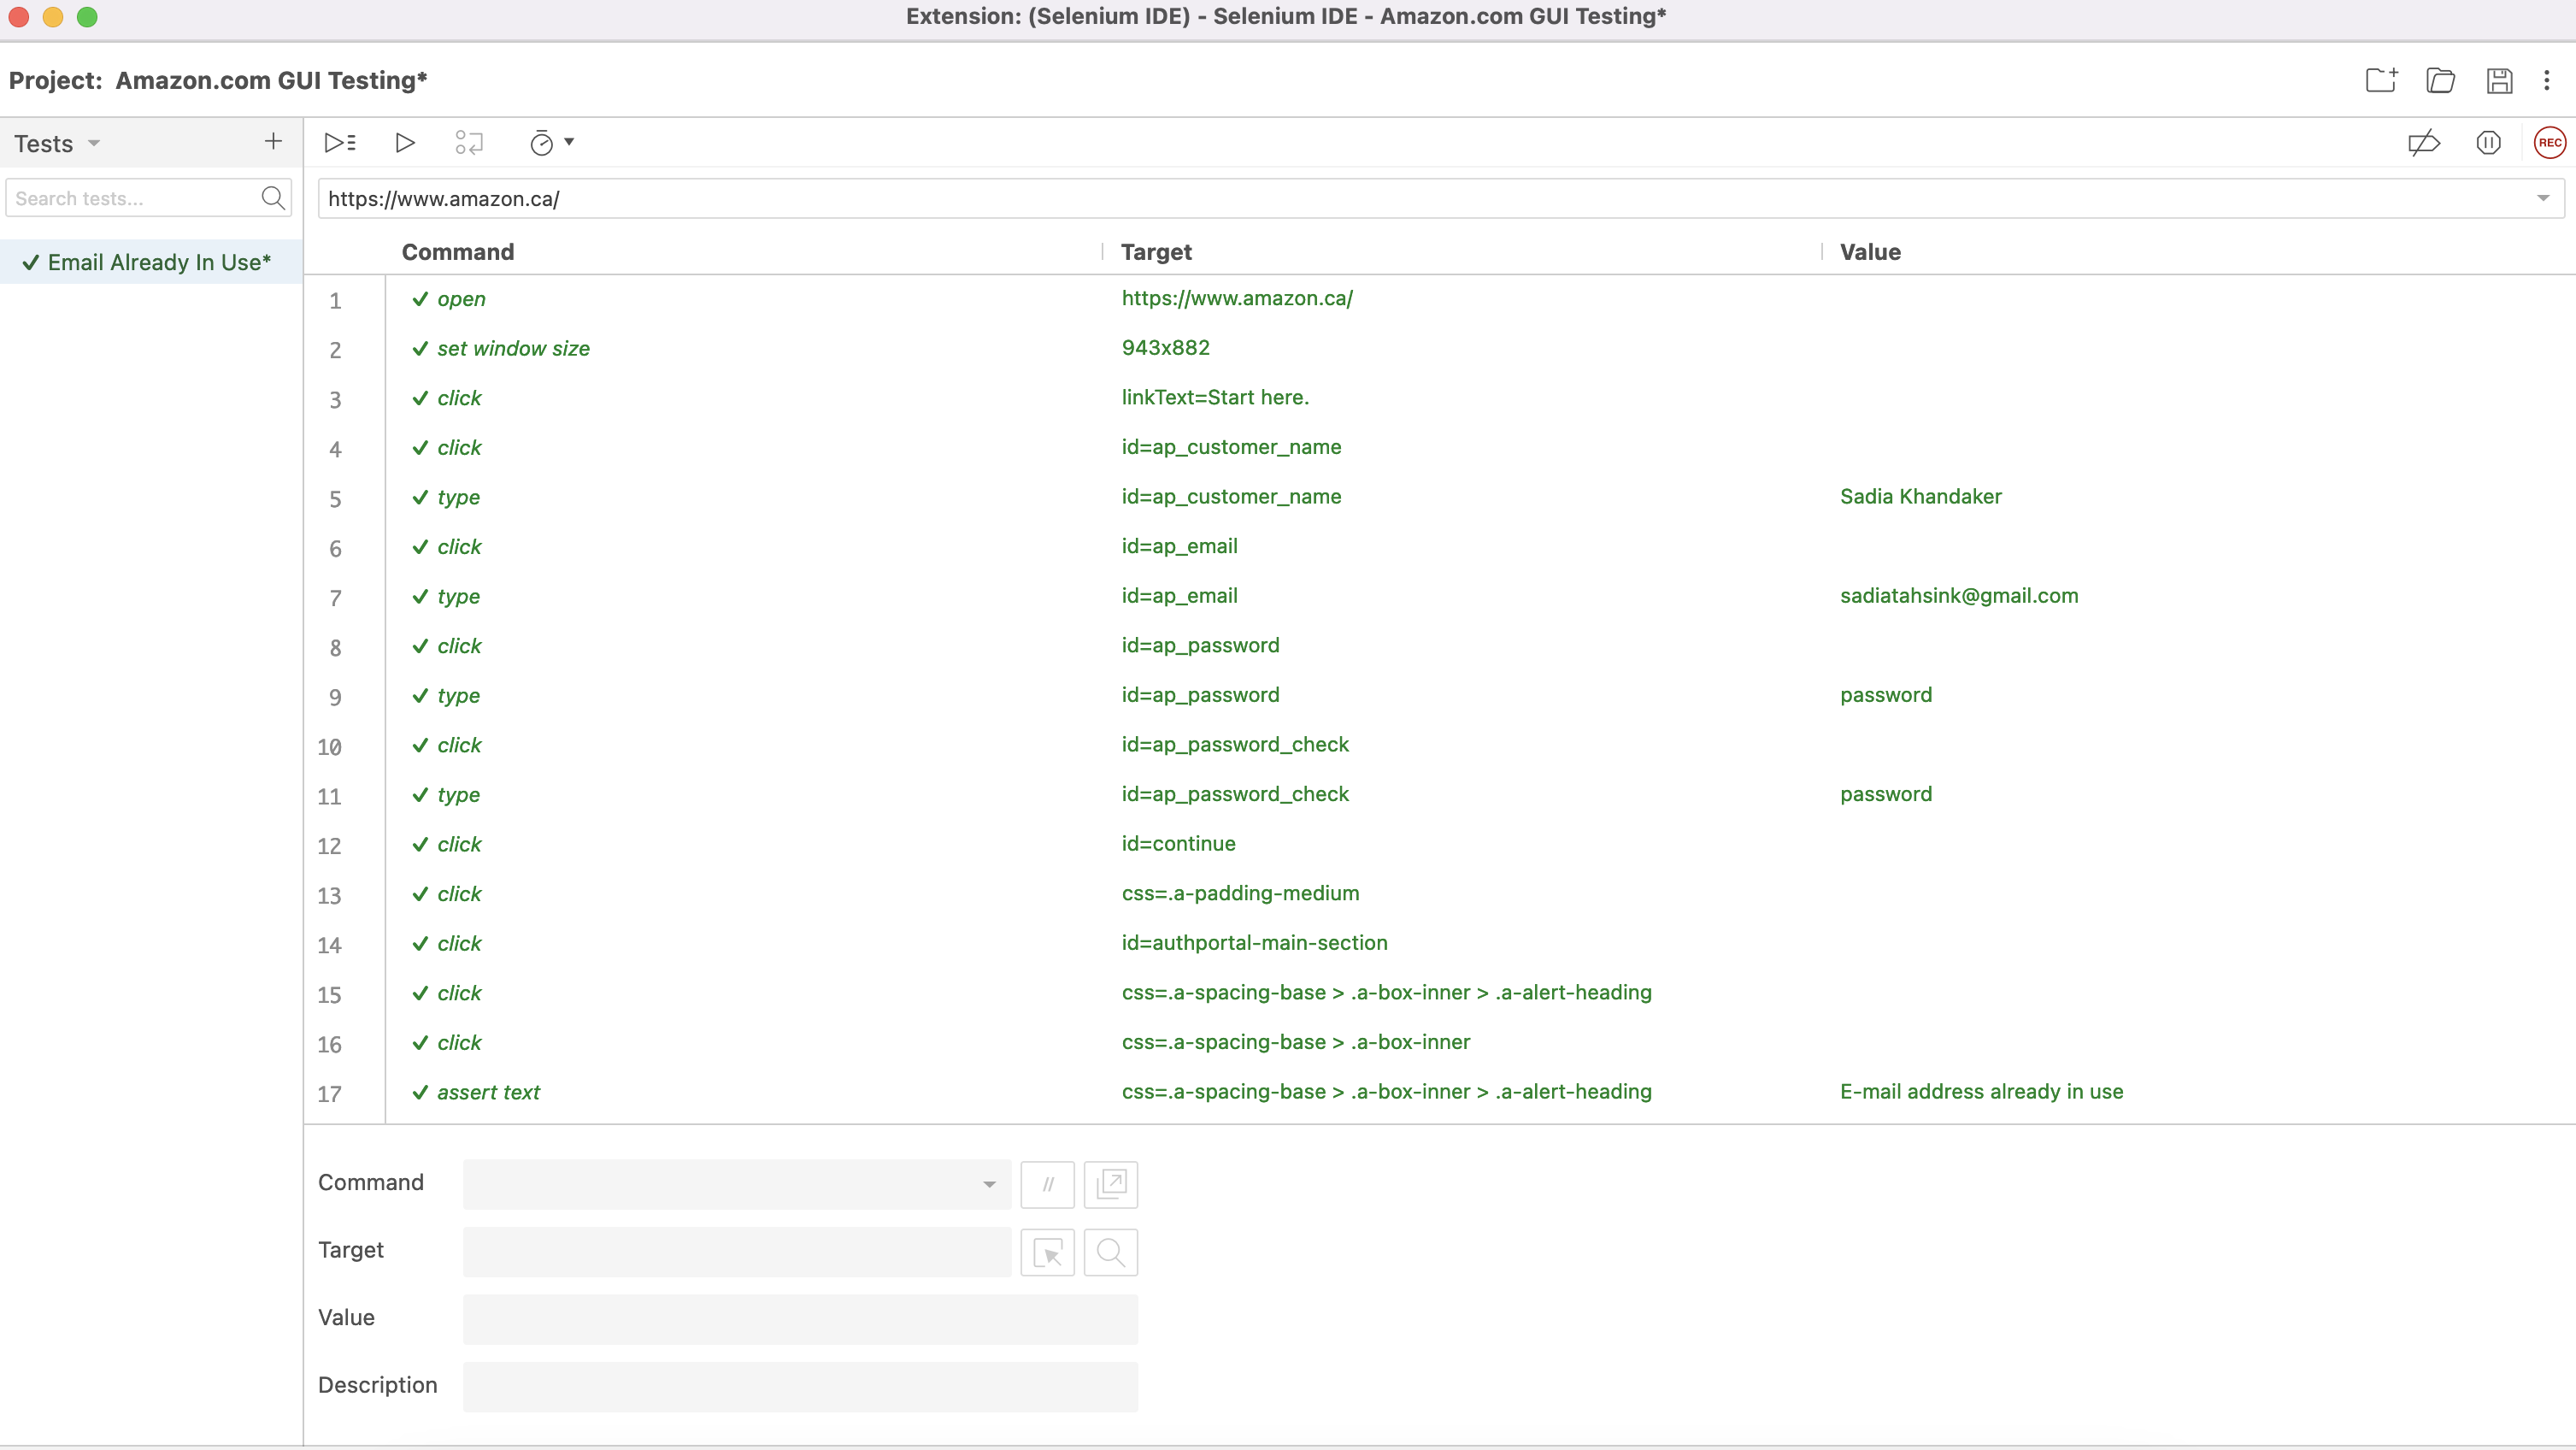 Extension: (Selenium IDE) - Selenium IDE - Amazon.com GUI Testing*
Project: Amazon.com GUI Testing*
Tests
REC
Search tests...
https://www.amazon.ca/
Email Already In Use*
Command Target Value
1 open https://www.amazon.ca/
2 set window size 943x882
3 click linkText=Start here.
4 click id=ap_customer_name
5 type id=ap_customer_name Sadia Khandaker
6 click id=ap_email
7 type id=ap_email sadiatahsink@gmail.com
8 click id=ap_password
9 type id=ap_password password
10 click id=ap_password_check
11 type id=ap_password_check password
12 click id=continue
13 click css=.a-padding-medium
14 click id=authportal-main-section
15 click css=.a-spacing-base > .a-box-inner > .a-alert-heading
16 click css=.a-spacing-base > .a-box-inner
17 assert text css=.a-spacing-base > .a-box-inner > .a-alert-heading E-mail address already in use
Command //
Target
Value
Description